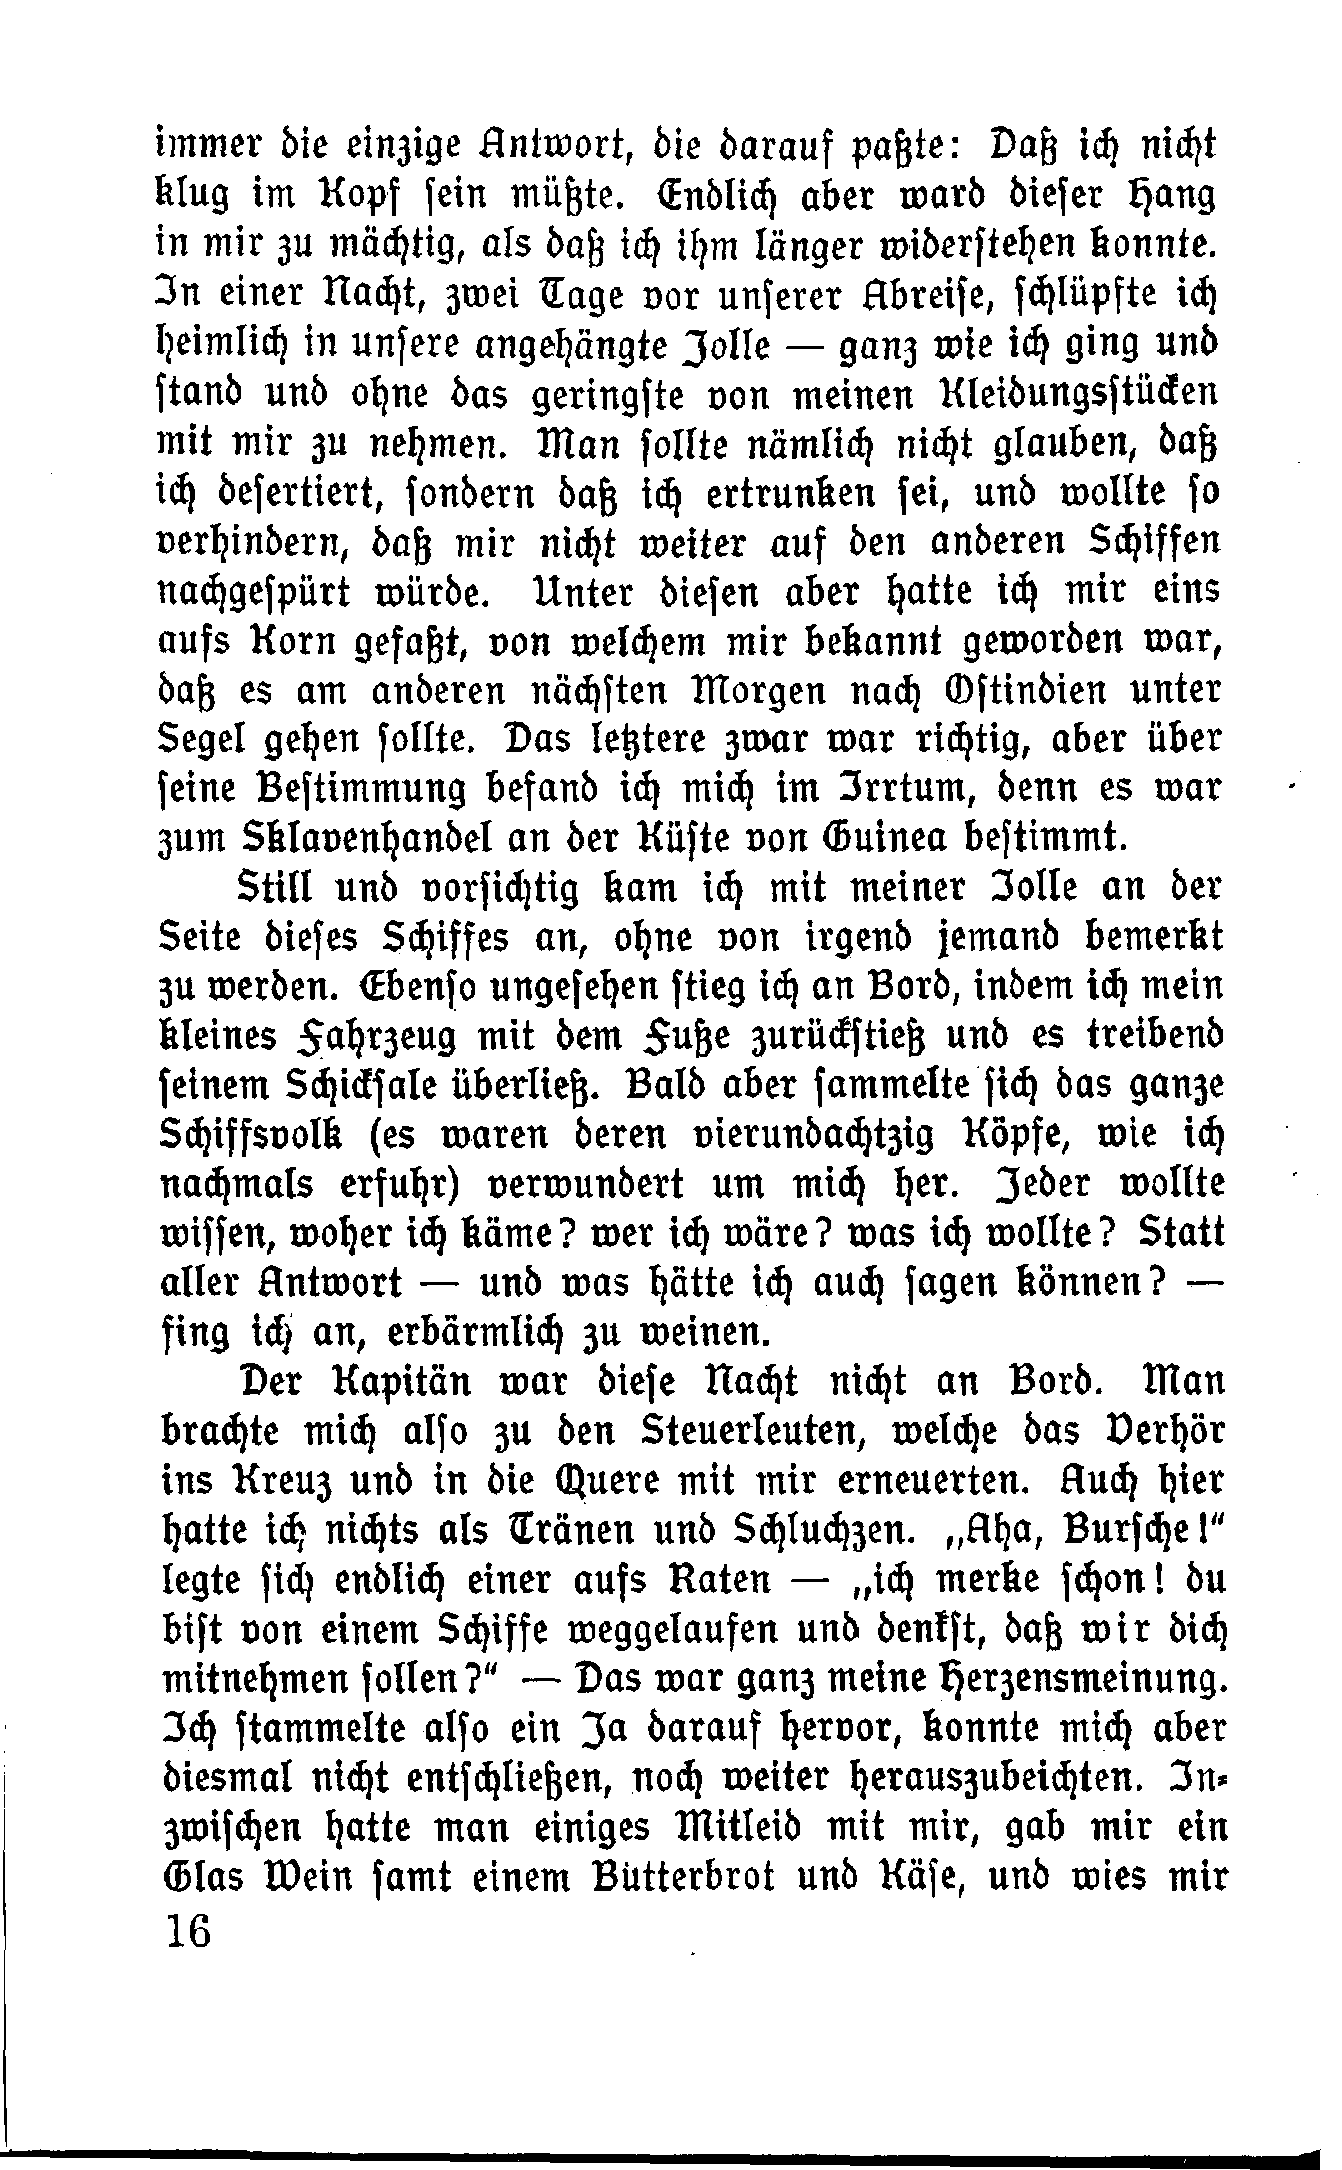 immer die einzige Antwort, die darauf paßte: Daß ich nicht
klug im Kopf sein müßte. Endlich aber ward dieser Hang
in mir zu mächtig, als daß ich ihm länger widerstehen konnte.
In einer Nacht, zwei Tage vor unserer Abreise, schlüpfte ich
heimlich in unsere angehängte Jolle — ganz wie ich ging und
stand und ohne das geringste von meinen Kleidungsstücken
mit mir zu nehmen. Man sollte nämlich nicht glauben, daß
ich desertiert, sondern daß ich ertrunken sei, und wollte so
verhindern, daß mir nicht weiter auf den anderen Schiffen
nachgespürt würde. Unter diesen aber hatte ich mir eins
aufs Korn gefaßt, von welchem mir bekannt geworden war,
daß es am anderen nächsten Morgen nach Ostindien unter
Segel gehen sollte. Das letztere zwar war richtig, aber über
seine Bestimmung befand ich mich im Irrtum, denn es war
zum Sklavenhandel an der Küste von Guinea bestimmt.
Still und vorsichtig kam ich mit meiner Jolle an der
Seite dieses Schiffes an, ohne von irgend jemand bemerkt
zu werden. Ebenso ungesehen stieg ich an Bord, indem ich mein
kleines Fahrzeug mit dem Fuße zurückstieß und es treibend
seinem Schicksale überließ. Bald aber sammelte sich das ganze
Schiffsvolk (es waren deren vierundachtzig Köpfe, wie ich
nachmals erfuhr) verwundert um mich her. Jeder wollte
wissen, woher ich käme? wer ich wäre? was ich wollte? Statt
aller Antwort — und was hätte ich auch sagen können? —
fing ich an, erbärmlich zu weinen.
Der Kapitän war diese Nacht nicht an Bord. Man
brachte mich also zu den Steuerleuten, welche das Verhör
ins Kreuz und in die Quere mit mir erneuerten. Auch hier
hatte ich nichts als Tränen und Schluchzen. „Aha, Bursche!“
legte sich endlich einer aufs Raten — „ich merke schon! du
bist von einem Schiffe weggelaufen und denkst, daß wir dich
mitnehmen sollen?“ — Das war ganz meine Herzensmeinung.
Ich stammelte also ein Ja darauf hervor, konnte mich aber
diesmal nicht entschließen, noch weiter herauszubeichten. In-
zwischen hatte man einiges Mitleid mit mir, gab mir ein
Glas Wein samt einem Butterbrot und Käse, und wies mir
16